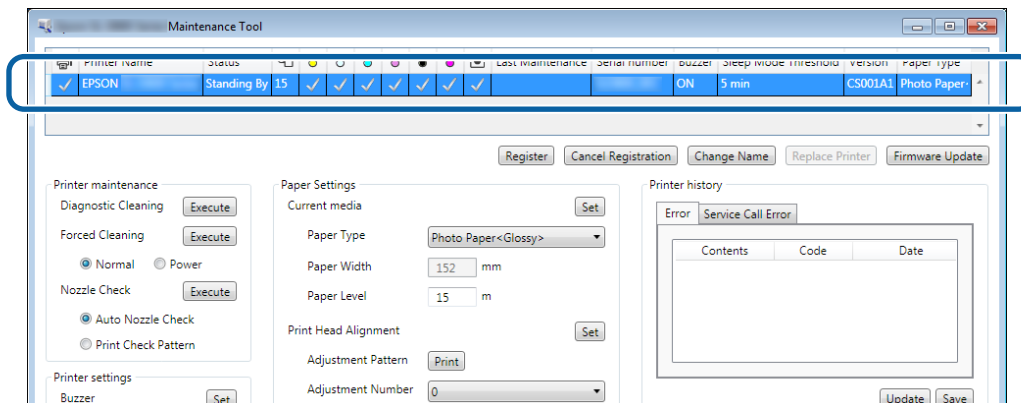 Maintenance Tool
Printer Name Status Last Maintenance Serial number Buzzer Sleep Mode Threshold Version Paper Type
EPSON Standing By 15 ON 5 min CS001A1 Photo Paper
Register Cancel Registration Change Name Replace Printer Firmware Update
Printer maintenance Paper Settings Printer history
Diagnostic Cleaning Execute Current media Set Error Service Call Error
Forced Cleaning Execute Paper Type Photo Paper<Glossy>
Contents Code Date
Normal Power Paper Width 152 mm
Nozzle Check Execute Paper Level 15 m
Auto Nozzle Check
Print Head Alignment Set
Print Check Pattern
Adjustment Pattern Print
Printer settings
Adjustment Number 0
Buzzer Set Update Save